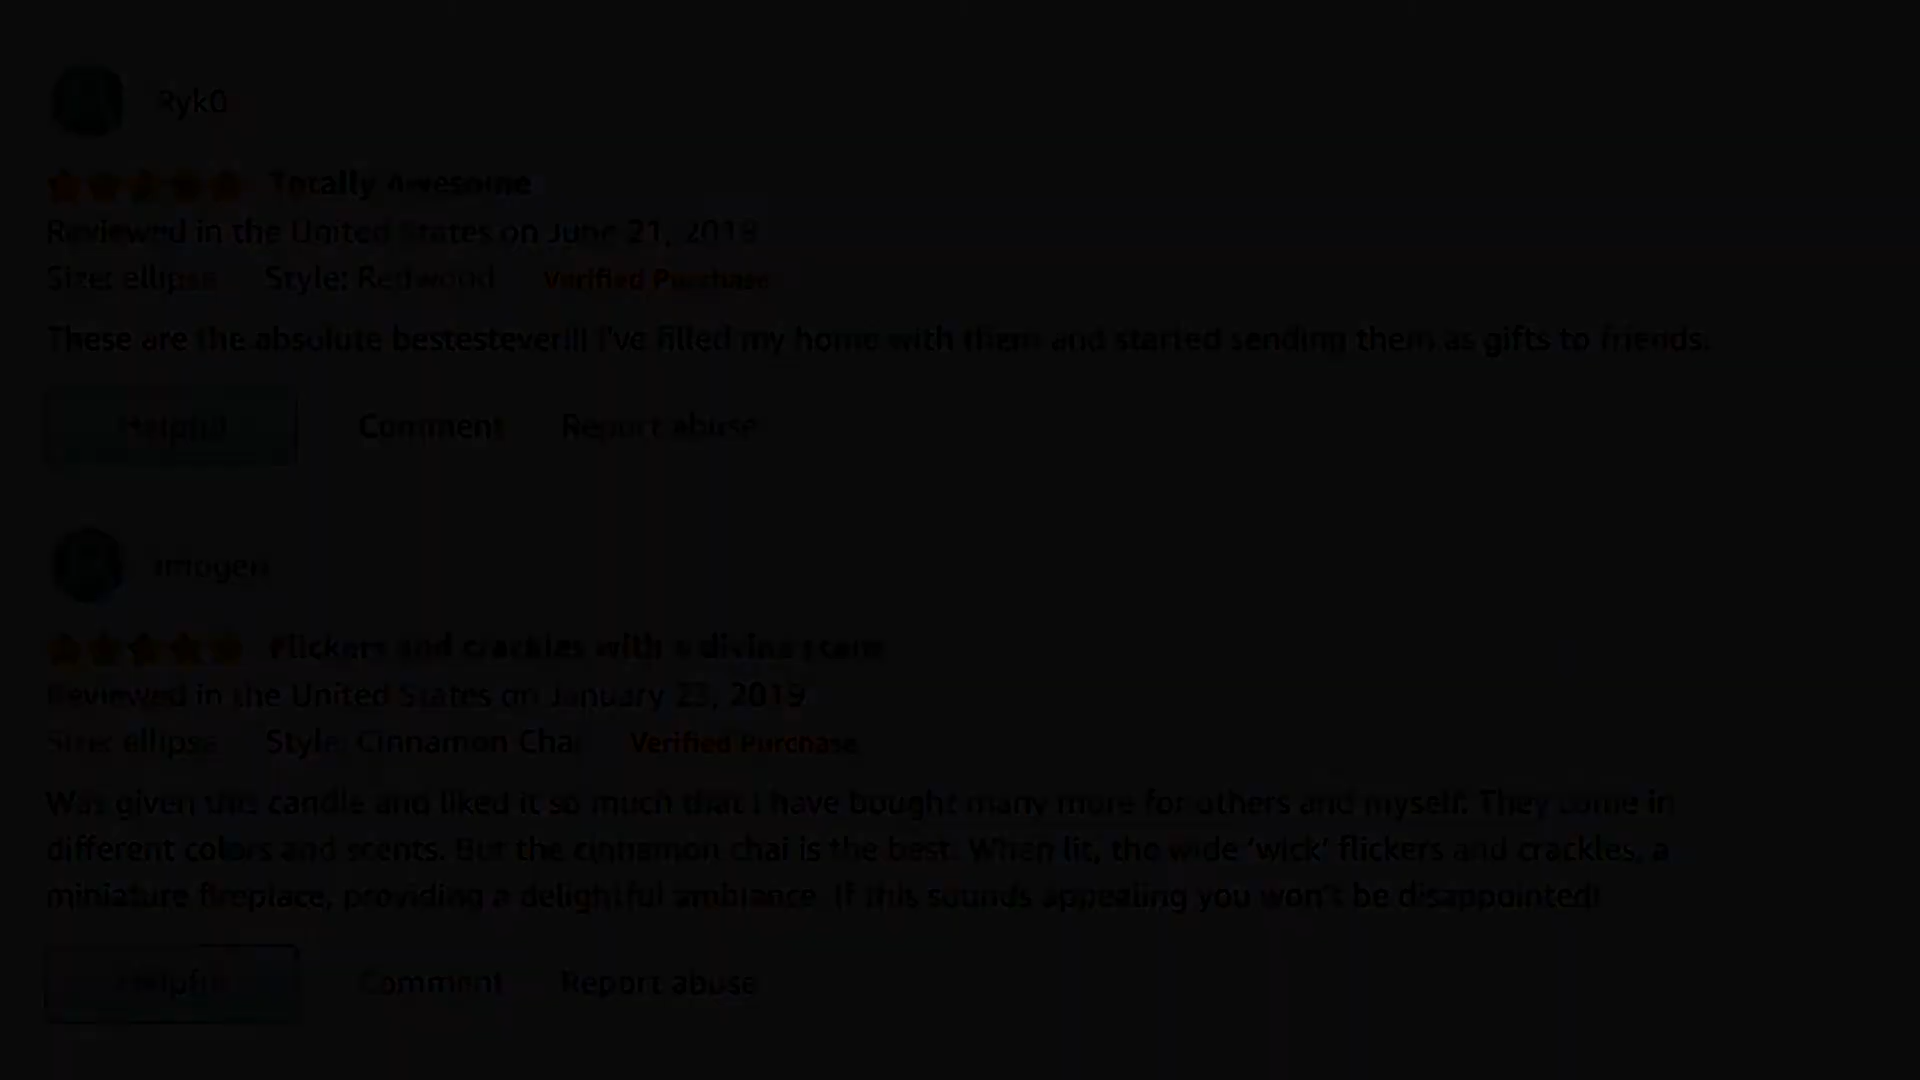 Ryk0
Totally Awesome
Reviewed in the United States on June 21, 2019
Size: ellipse Style: Redwood Verified Purchase
These are the absolute bestestever!!! I've filled my home with them and started sending them as gifts to friends.
Helpful Comment Report abuse
Imogen
Flickers and crackles with a divine scent
Reviewed in the United States on January 23, 2019
Size: ellipse Style: Cinnamon Chai Verified Purchase
Was given this candle and liked it so much that I have bought many more for others and myself. They come in
different colors and scents. But the cinnamon chai is the best. When lit, the wide ‘wick’ flickers and crackles, a
miniature fireplace, providing a delightful ambiance. If this sounds appealing you won't be disappointed!
Helpful Comment Report abuse